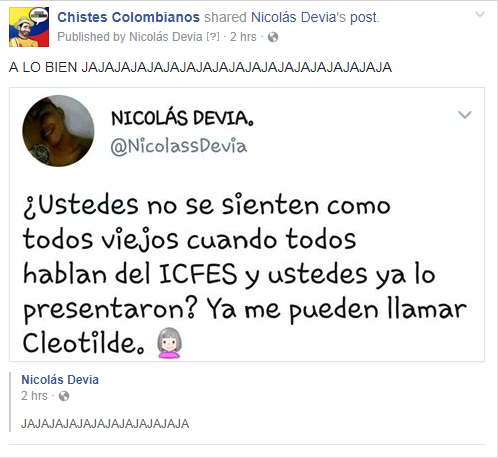 Chistes Colombianos shared Nicolás Devia's post.
Published by Nicolás Devia [?] · 2 hrs ·
A LO BIEN JAJAJAJAJAJAJAJAJAJAJAJAJAJAJAJAJAJAJA
NICOLÁS DEVIA.
@NicolassDevia
¿Ustedes no se sienten como
todos viejos cuando todos
hablan del ICFES y ustedes ya lo
presentaron? Ya me pueden llamar
Cleotilde.
Nicolás Devia
2 hrs ·
JAJAJAJAJAJAJAJAJAJAJAJA